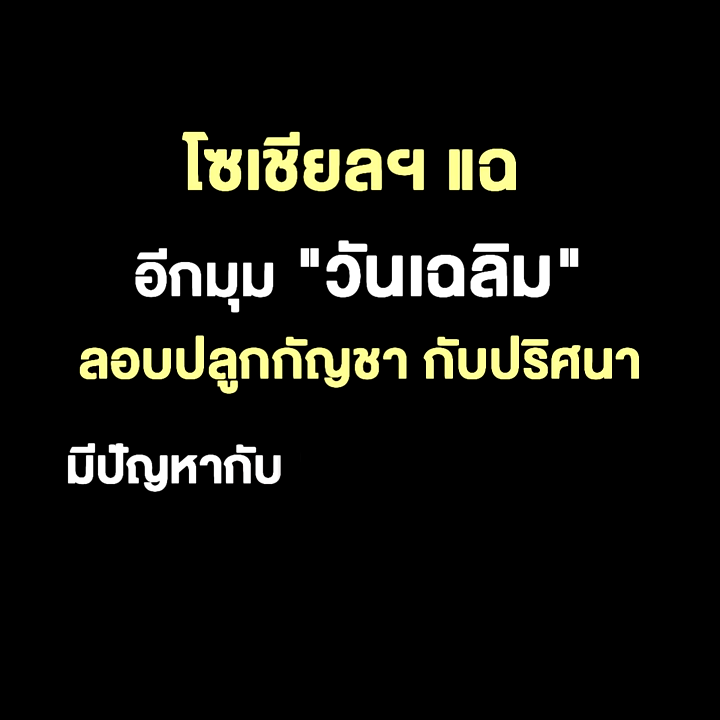 โซเชียลฯ แฉ
อีกมุม "วันเฉลิม"
ลอบปลูกกัญชา กับปริศนา
มีปัญหากับ